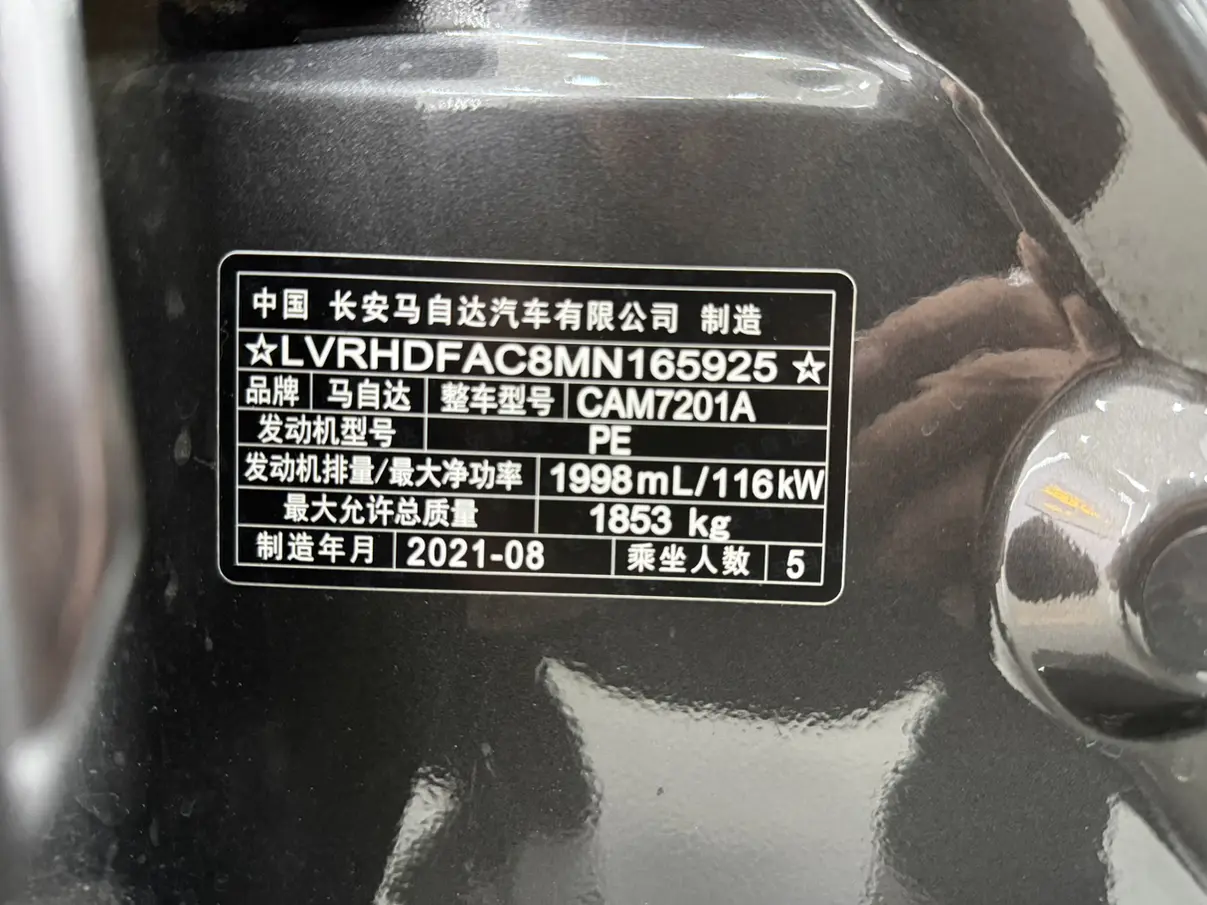 中国 长安马自达汽车有限公司 制造
☆LVRHDFAC8MN165925☆
品牌 马自达 整车型号 CAM7201A
发动机型号 PE
发动机排量/最大净功率 1998mL/116kW
最大允许总质量 1853 kg
制造年月 2021-08 乘坐人数 5